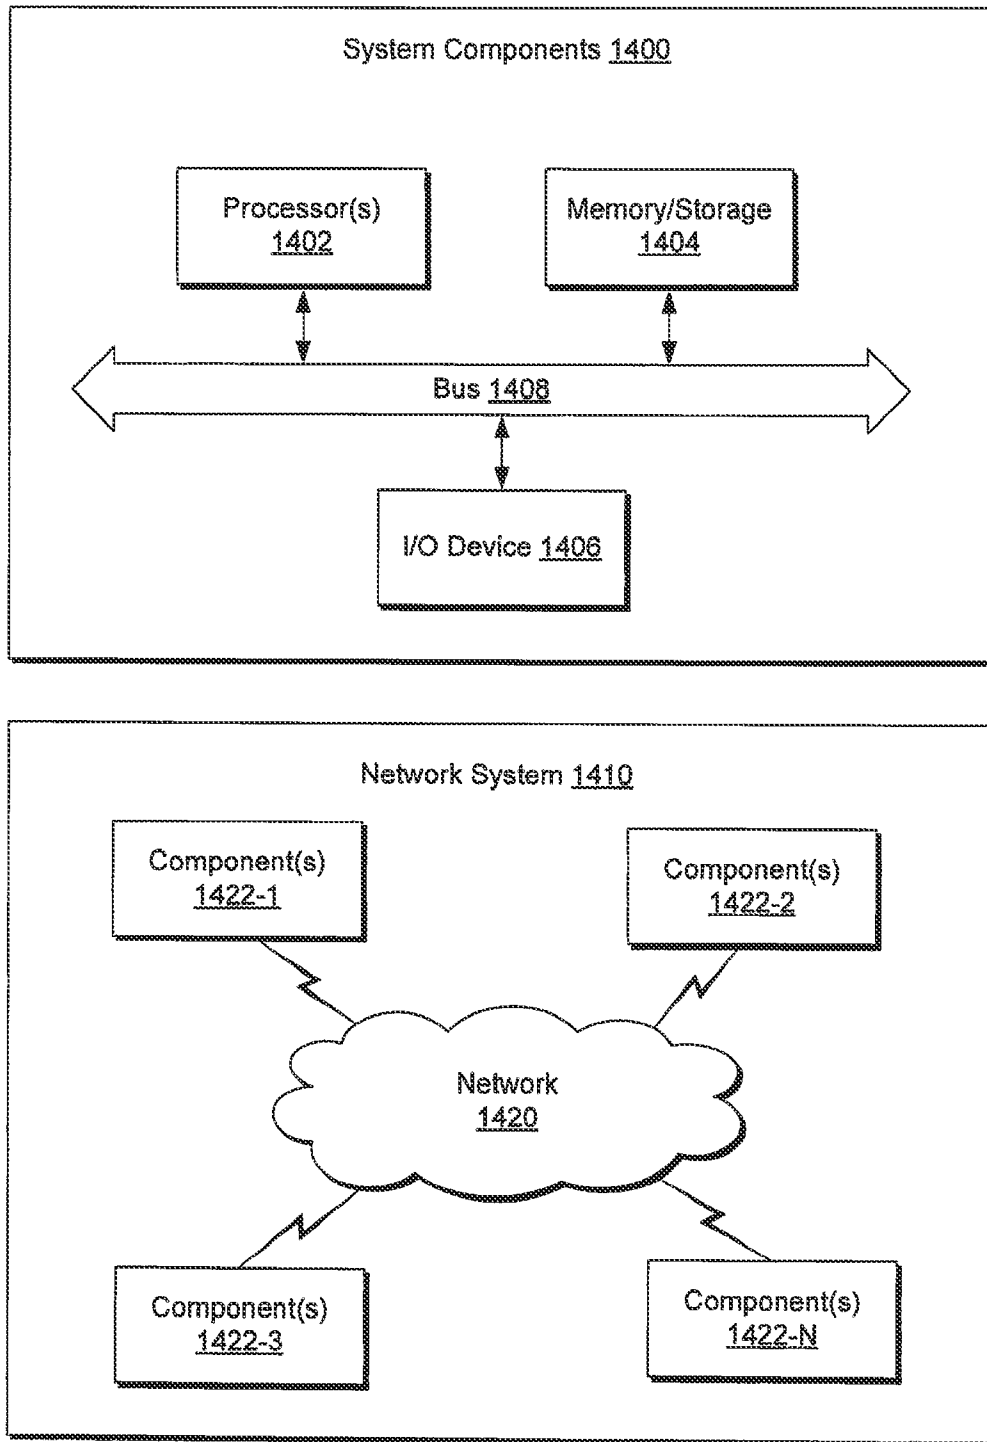 System Components 1400
Processor(s)
1402
Memory/Storage
1404
Bus 1408
I/O Device 1406
Network System 1410
Component(s)
1422-1
Component(s)
1422-2
Network
1420
Component(s)
1422-3
Component(s)
1422-N